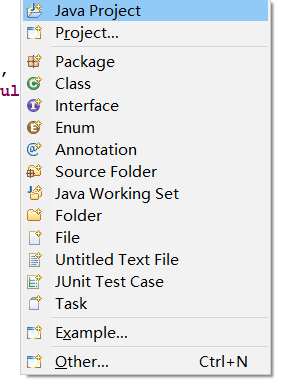 Java Project
Project...
,
Package
ul
Class
Interface
Enum
Annotation
Source Folder
Java Working Set
Folder
File
Untitled Text File
JUnit Test Case
Task
Example...
Other... Ctrl+N